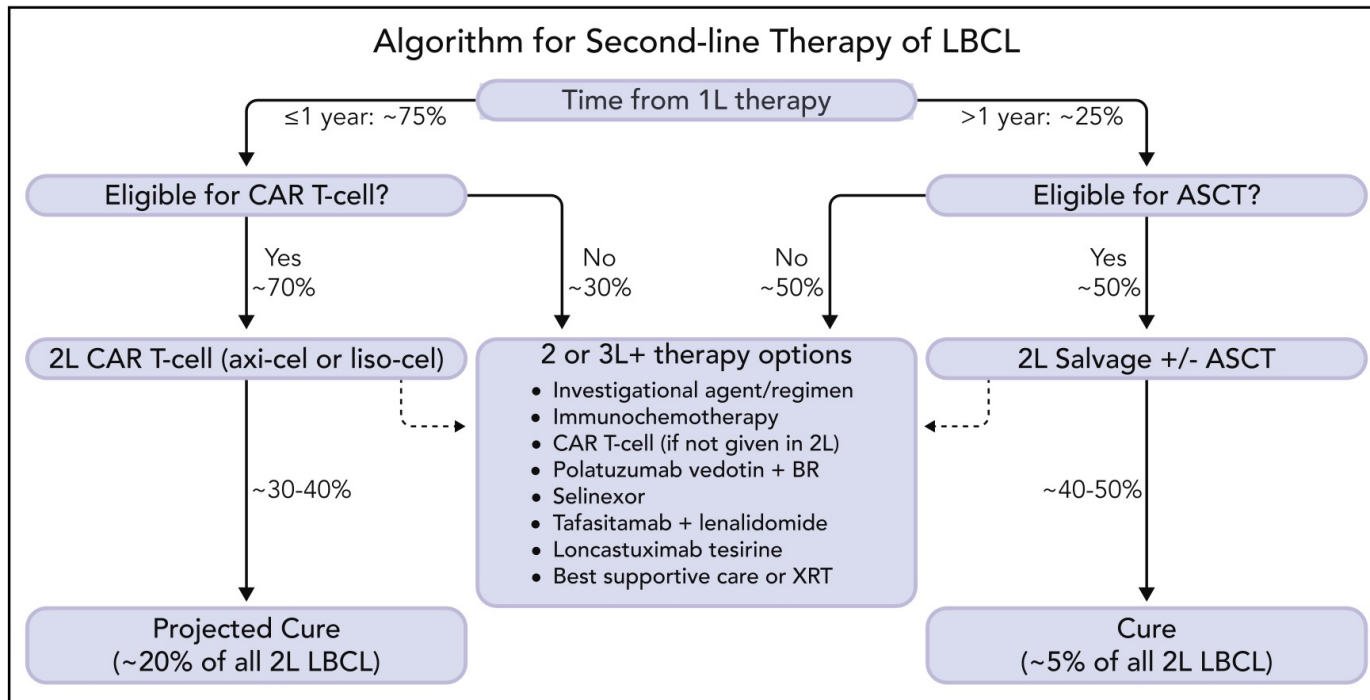 Algorithm for Second-line Therapy of LBCL
Time from 1L therapy
≤1 year: ~75%
>1 year: ~25%
Eligible for CAR T-cell?
Eligible for ASCT?
Yes
~70%
No
~30%
No
~50%
Yes
~50%
2L CAR T-cell (axi-cel or liso-cel)
2 or 3L+ therapy options
• Investigational agent/regimen
• Immunochemotherapy
• CAR T-cell (if not given in 2L)
• Polatuzumab vedotin + BR
• Selinexor
• Tafasitamab + lenalidomide
• Loncastuximab tesirine
• Best supportive care or XRT
2L Salvage +/- ASCT
~30-40%
~40-50%
Projected Cure
(~20% of all 2L LBCL)
Cure
(~5% of all 2L LBCL)